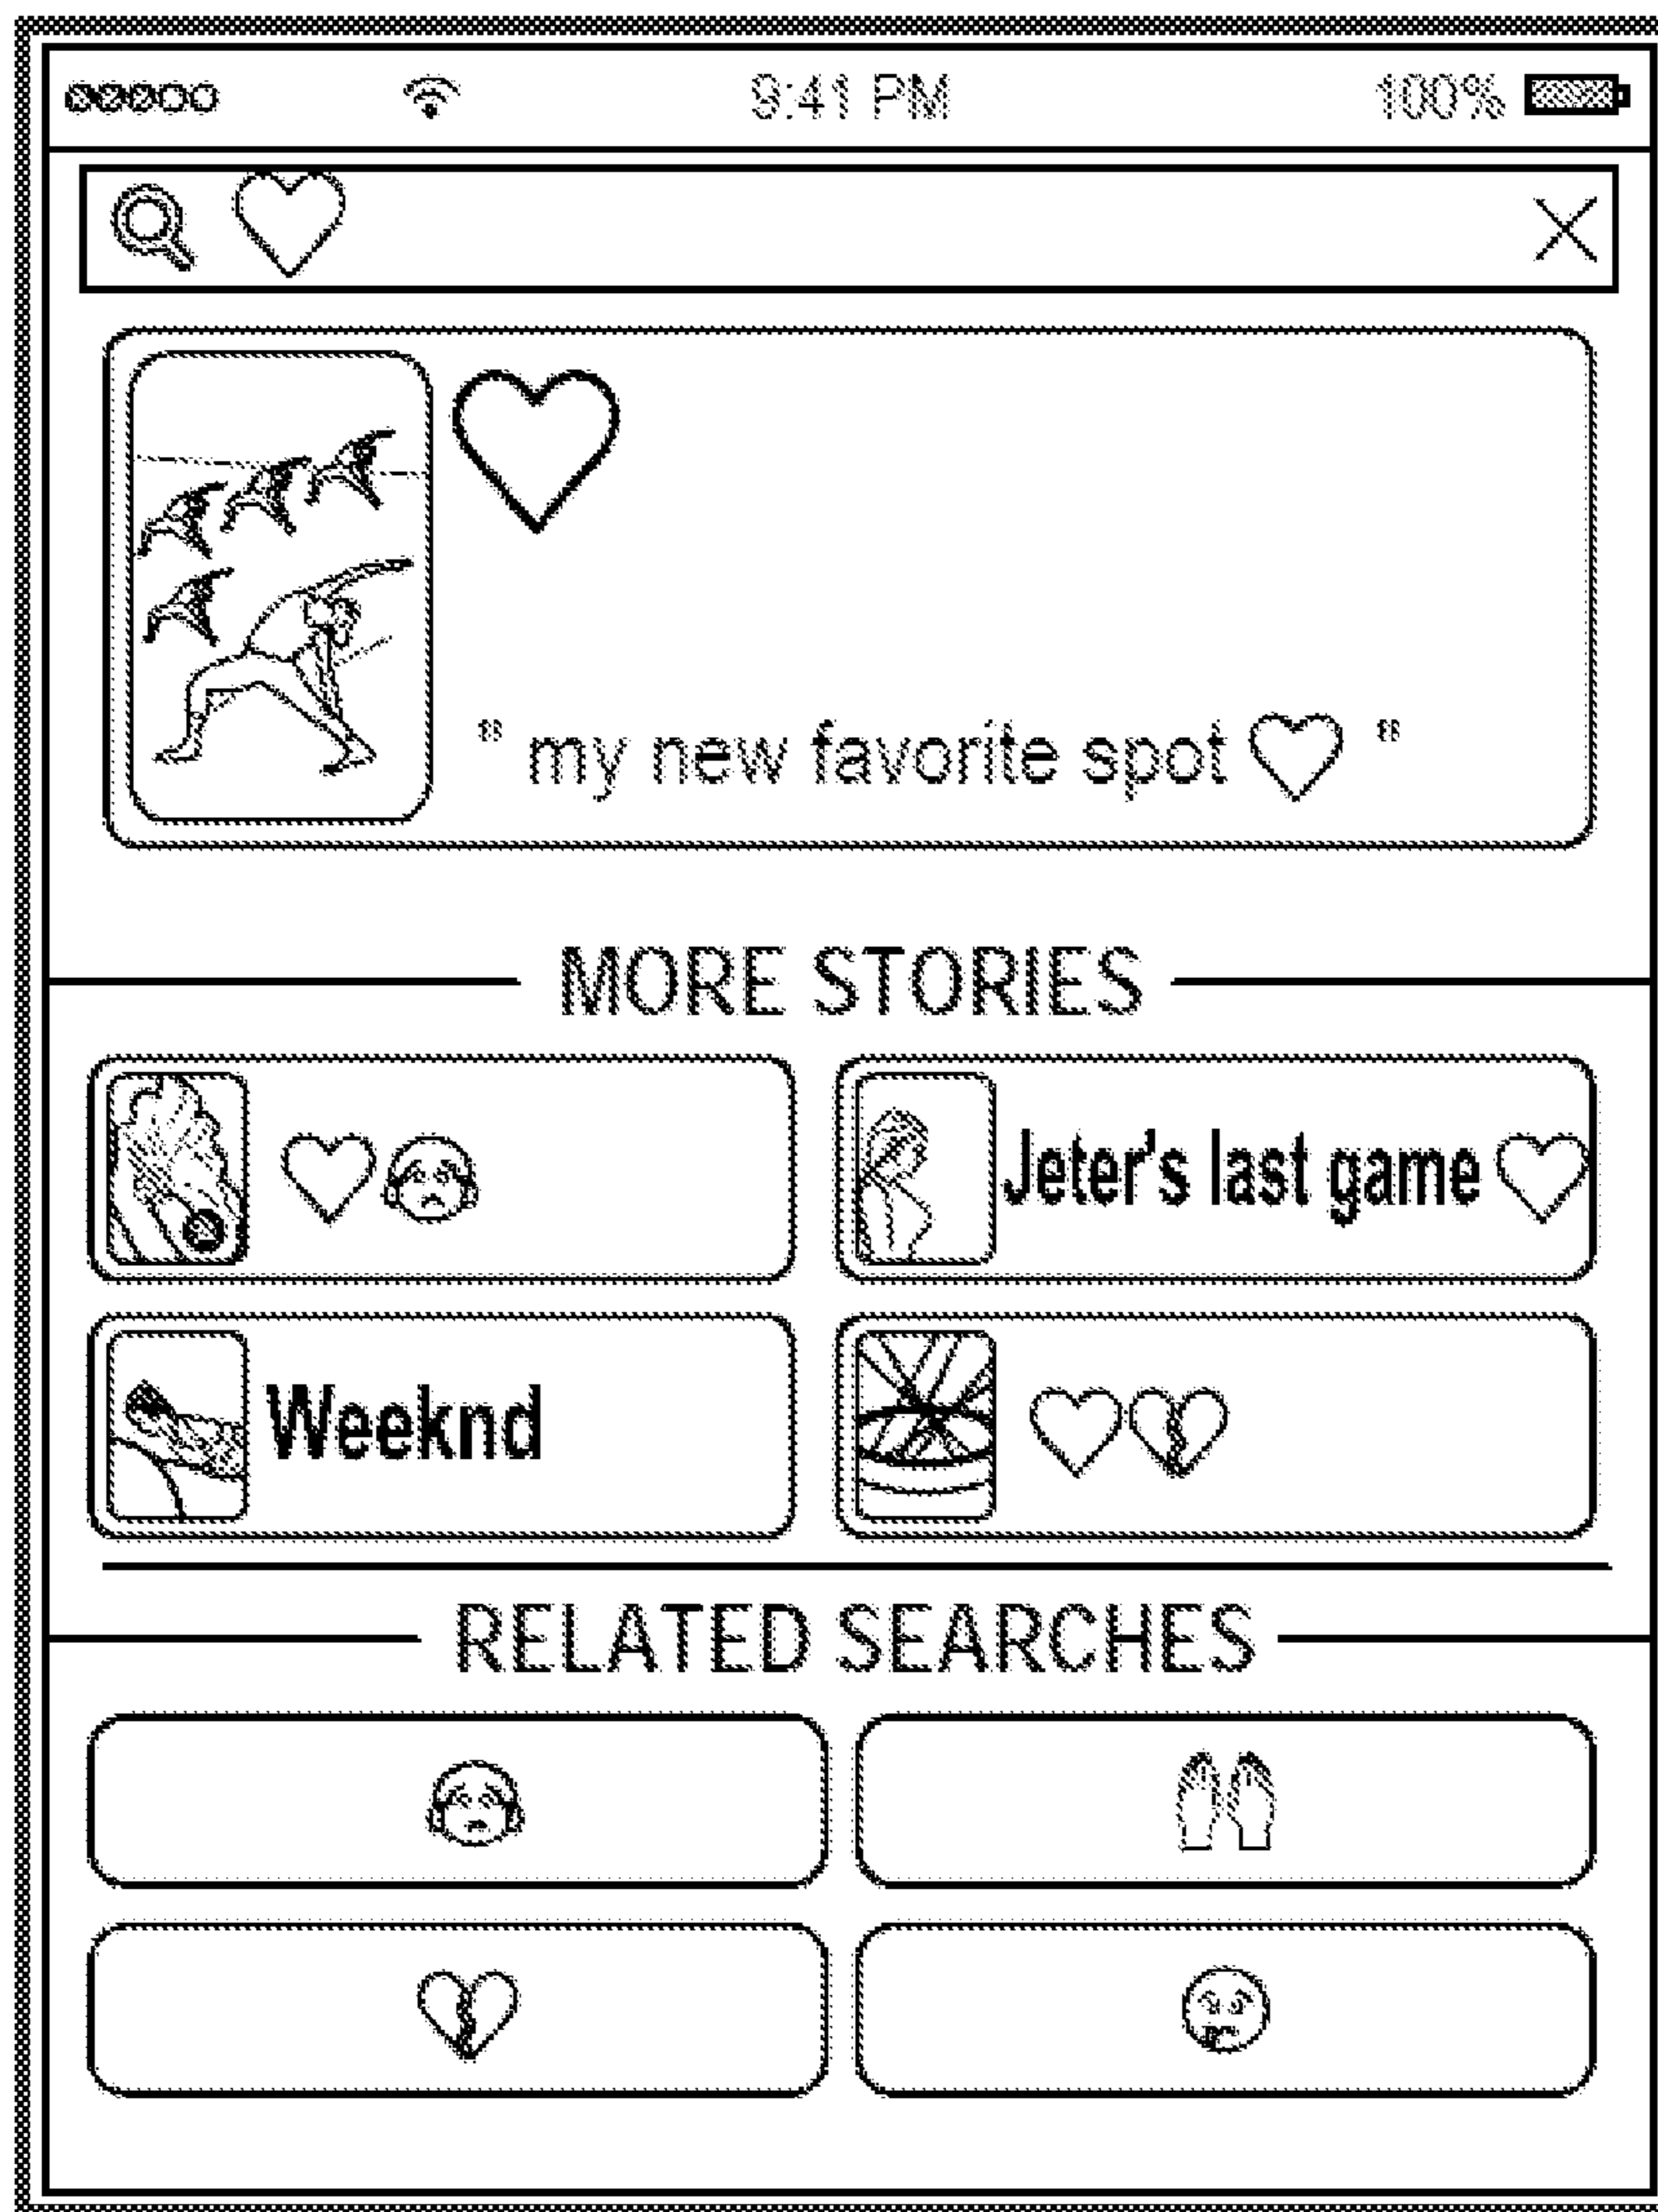 9:41 PM 100%
" my new favorite spot ♡ "
MORE STORIES
Jeter's last game ♡
Weeknd
RELATED SEARCHES